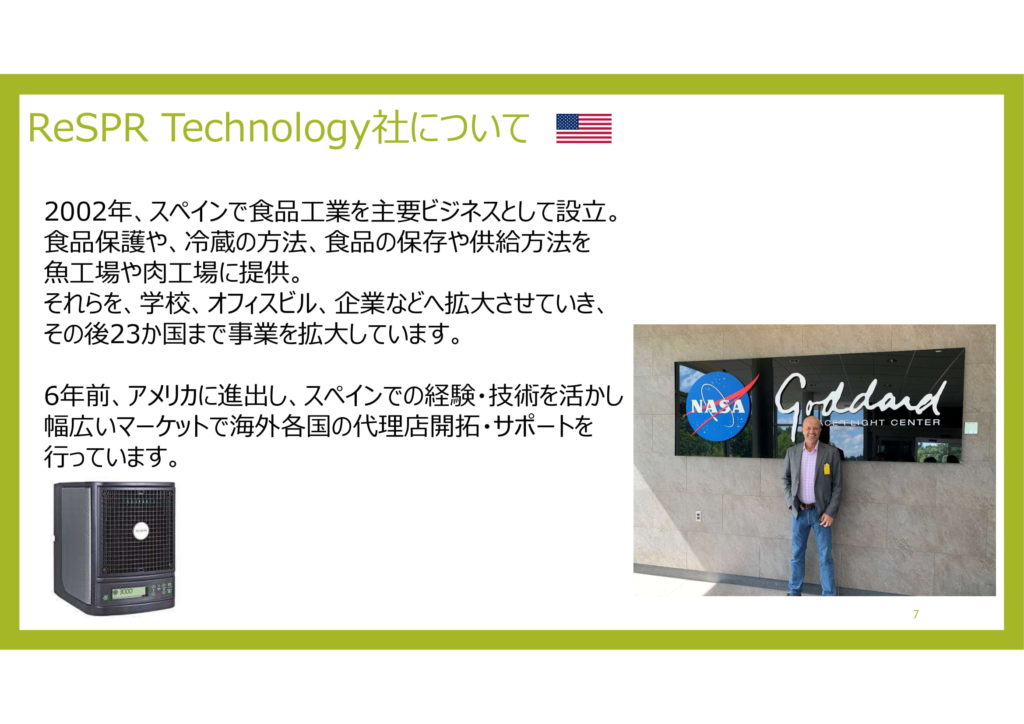 ReSPR Technology社について
2002年、スペインで食品工業を主要ビジネスとして設立。
食品保護や、冷蔵の方法、食品の保存や供給方法を
魚工場や肉工場に提供。
それらを、学校、オフィスビル、企業などへ拡大させていき、
その後23か国まで事業を拡大しています。
6年前、アメリカに進出し、スペインでの経験・技術を活かし
幅広いマーケットで海外各国の代理店開拓・サポートを
行っています。
NASA
Goddard
FLIGHT CENTER
7